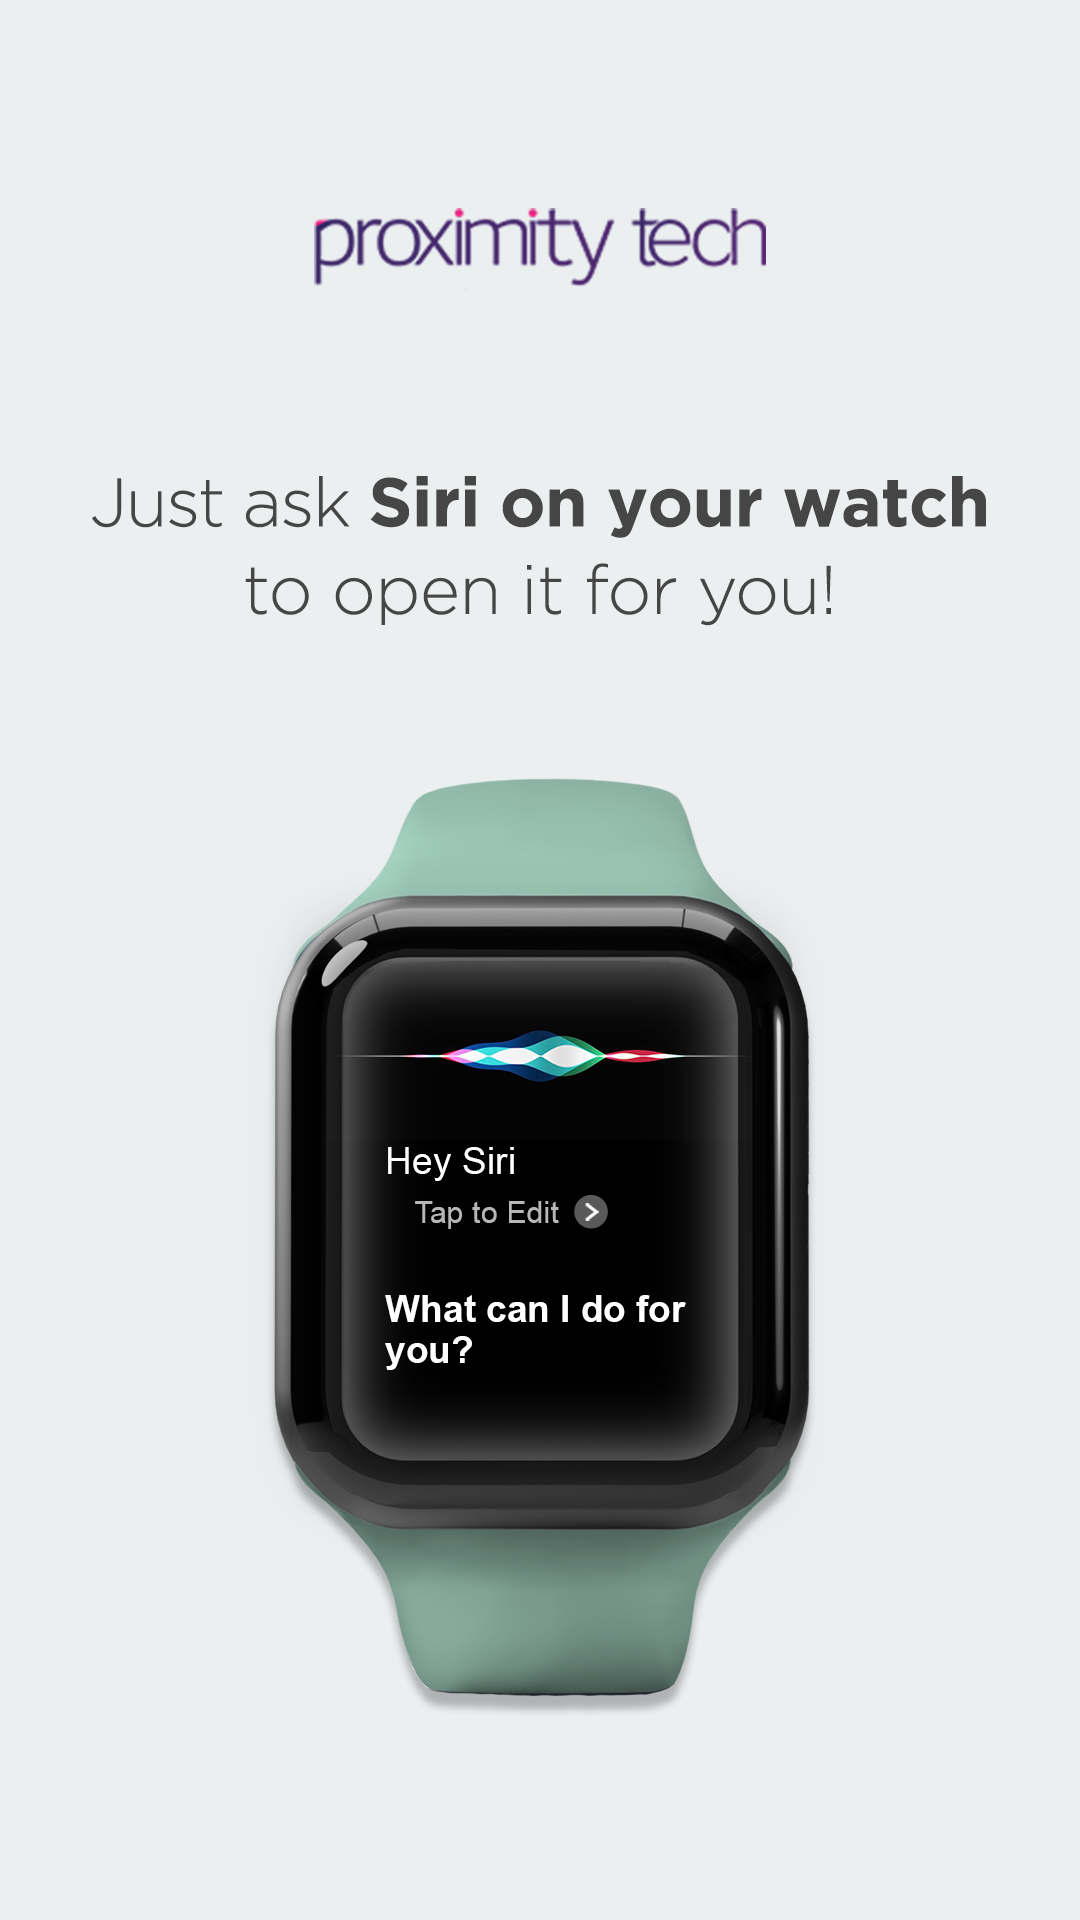 proximity tech
Just ask Siri on your watch
to open it for you!
Hey Siri
Tap to Edit
What can I do for
you?